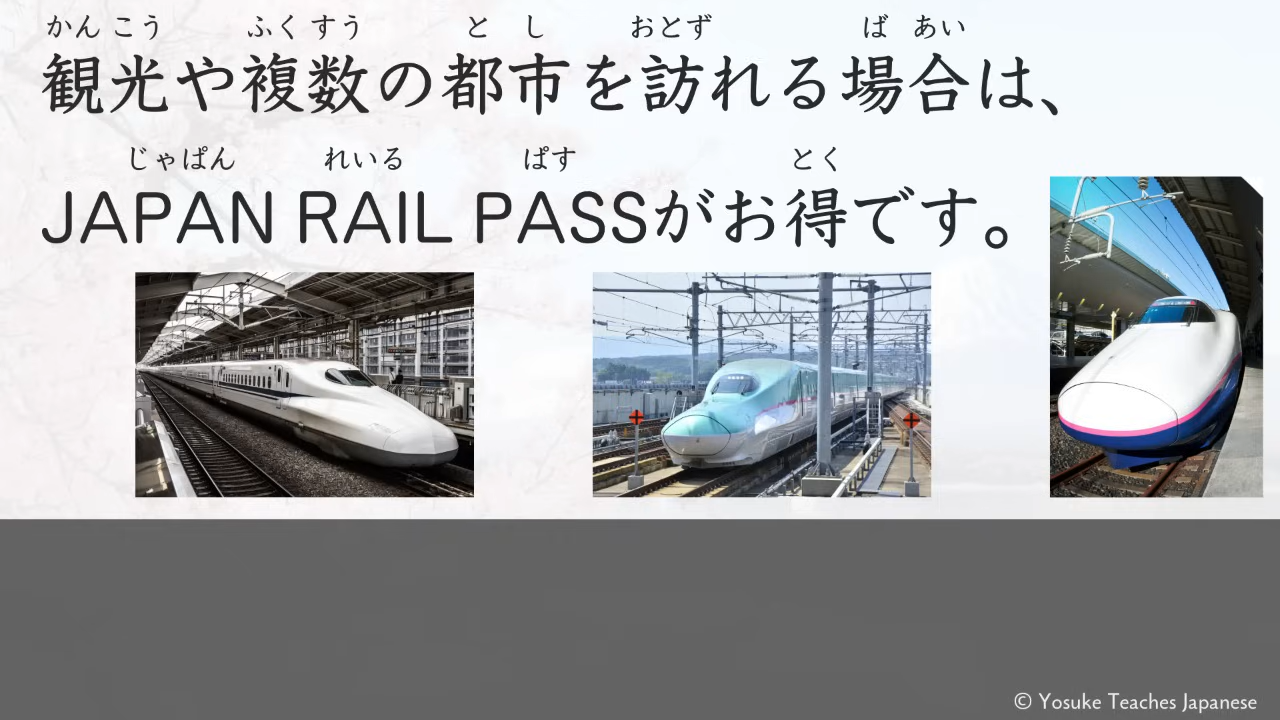 かんこう ふくすう とし おとず ばあい
観光や複数の都市を訪れる場合は、
じゃぱん れいる ぱす とく
JAPAN RAIL PASSがお得です。
© Yosuke Teaches Japanese